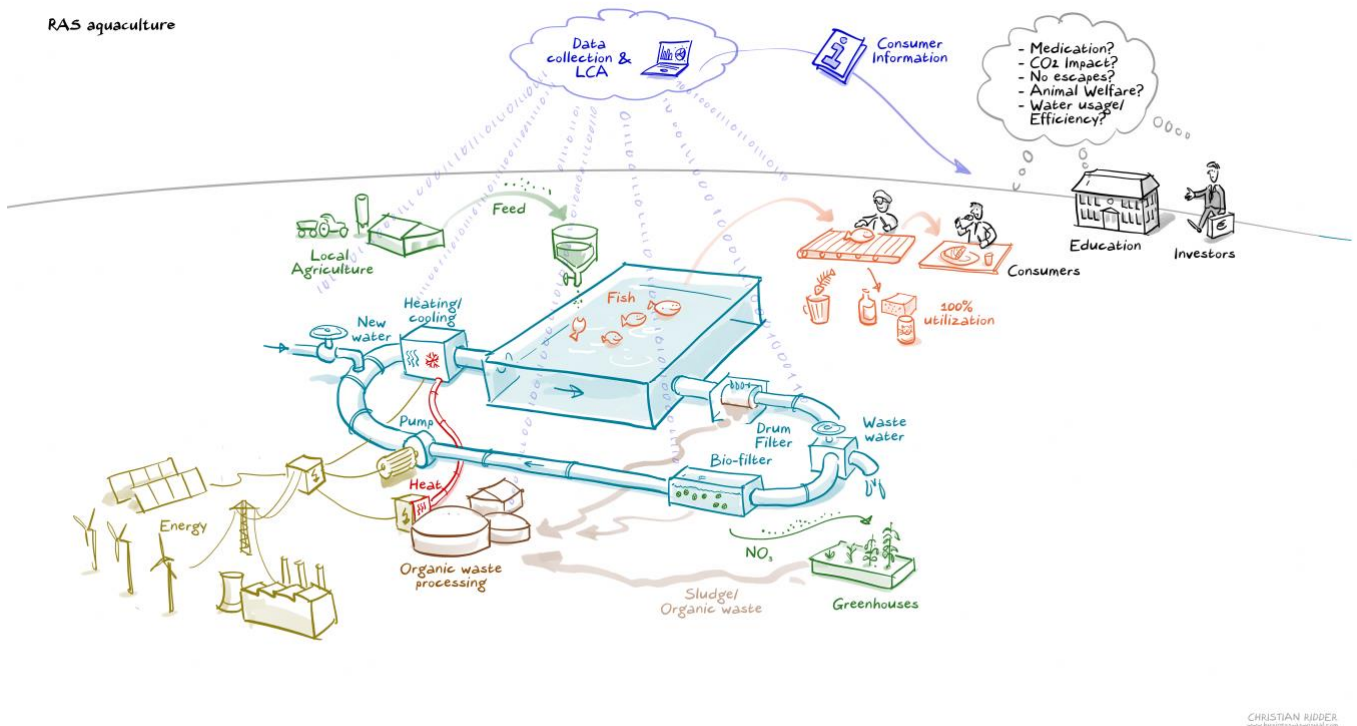 RAS aquaculture
Data
collection &
LCA
i
Consumer
Information
- Medication?
- CO2 Impact?
- No escapes?
- Animal Welfare?
- Water usage/
Efficiency?
Feed
Local
Agriculture
Education
Investors
€
Consumers
100%
utilization
Fish
Heating/
cooling
New
water
Pump
Drum
Filter
Waste
water
Bio-filter
Heat
Energy
NO₃
Organic waste
processing
Sludge/
Organic waste
Greenhouses
CHRISTIAN RIDDER